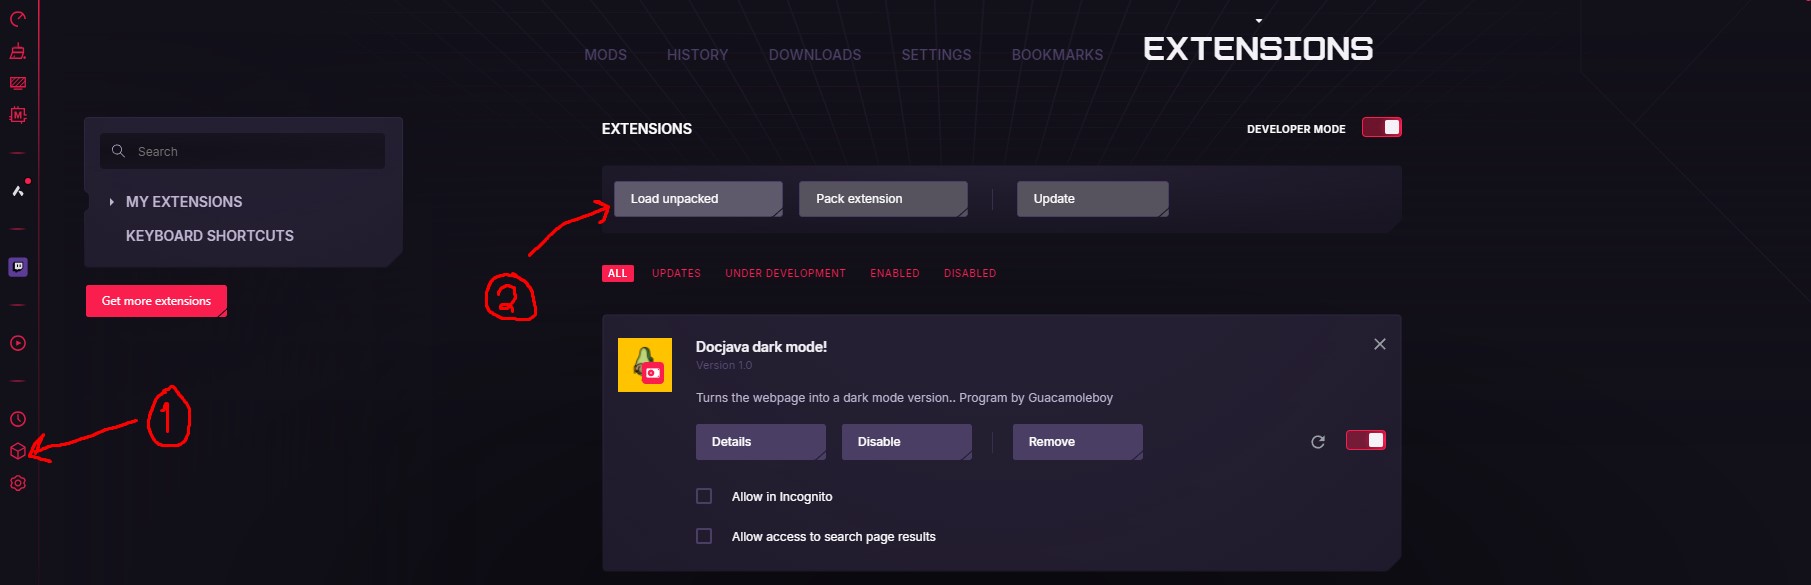 MODS HISTORY DOWNLOADS SETTINGS BOOKMARKS EXTENSIONS
M
Search
MY EXTENSIONS
KEYBOARD SHORTCUTS
Get more extensions
EXTENSIONS DEVELOPER MODE
Load unpacked Pack extension Update
2
ALL UPDATES UNDER DEVELOPMENT ENABLED DISABLED
Docjava dark mode!
Version 1.0
Turns the webpage into a dark mode version.. Program by Guacamoleboy
1
Details Disable Remove
Allow in Incognito
Allow access to search page results